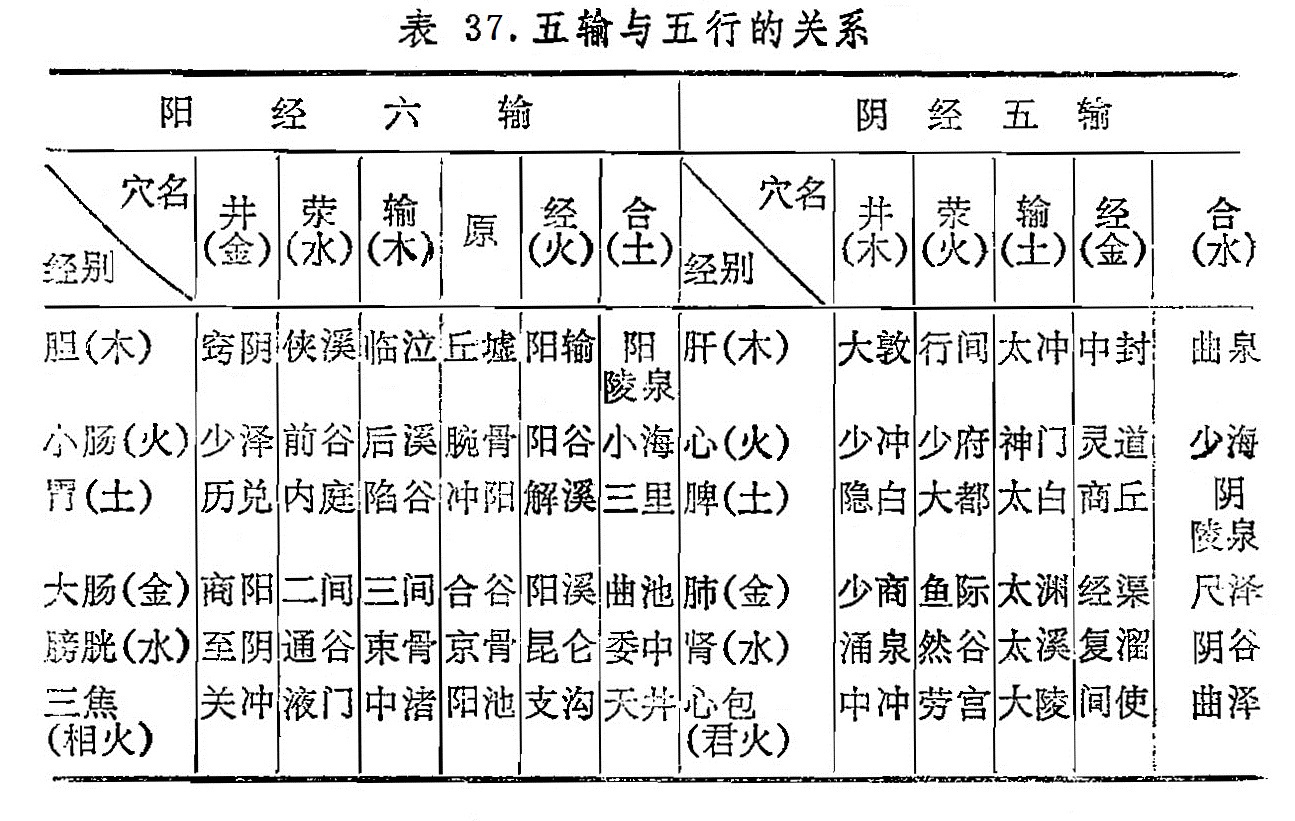 表 37.五输与五行的关系
阳 经 六 输 阴 经 五 输
穴名 经别 井(金) 荥(水) 输(木) 原 经(火) 合(土) 穴名 经别 井(木) 荥(火) 输(土) 经(金) 合(水)
胆(木) 窍阴 侠溪 临泣 丘墟 阳输 阳陵泉 肝(木) 大敦 行间 太冲 中封 曲泉
小肠(火) 少泽 前谷 后溪 腕骨 阳谷 小海 心(火) 少冲 少府 神门 灵道 少海
胃(土) 历兑 内庭 陷谷 冲阳 解溪 三里 脾(土) 隐白 大都 太白 商丘 阴陵泉
大肠(金) 商阳 二间 三间 合谷 阳溪 曲池 肺(金) 少商 鱼际 太渊 经渠 尺泽
膀胱(水) 至阴 通谷 束骨 京骨 昆仑 委中 肾(水) 涌泉 然谷 太溪 复溜 阴谷
三焦(相火) 关冲 液门 中渚 阳池 支沟 天井 心包(君火) 中冲 劳宫 大陵 间使 曲泽